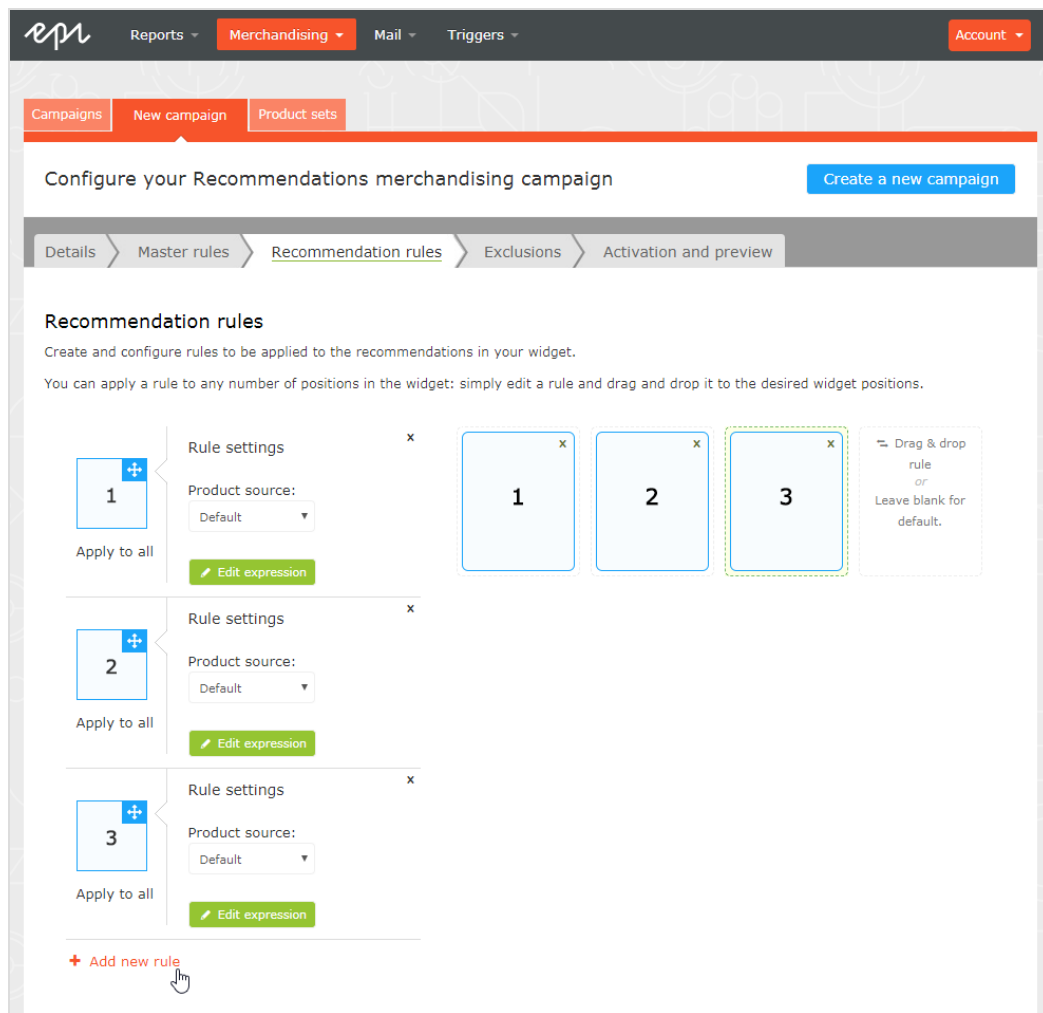 epi Reports Merchandising Mail Triggers Account
Campaigns New campaign Product sets
Configure your Recommendations merchandising campaign Create a new campaign
Details Master rules Recommendation rules Exclusions Activation and preview
Recommendation rules
Create and configure rules to be applied to the recommendations in your widget.
You can apply a rule to any number of positions in the widget: simply edit a rule and drag and drop it to the desired widget positions.
1
Apply to all
Rule settings x
Product source:
Default
Edit expression
2
Apply to all
Rule settings x
Product source:
Default
Edit expression
3
Apply to all
Rule settings x
Product source:
Default
Edit expression
+ Add new rule
x
1
x
2
x
3
Drag & drop
rule
or
Leave blank for
default.